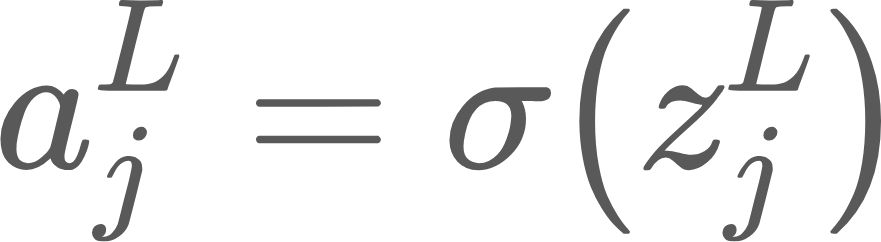 a_j^L = σ(z_j^L)